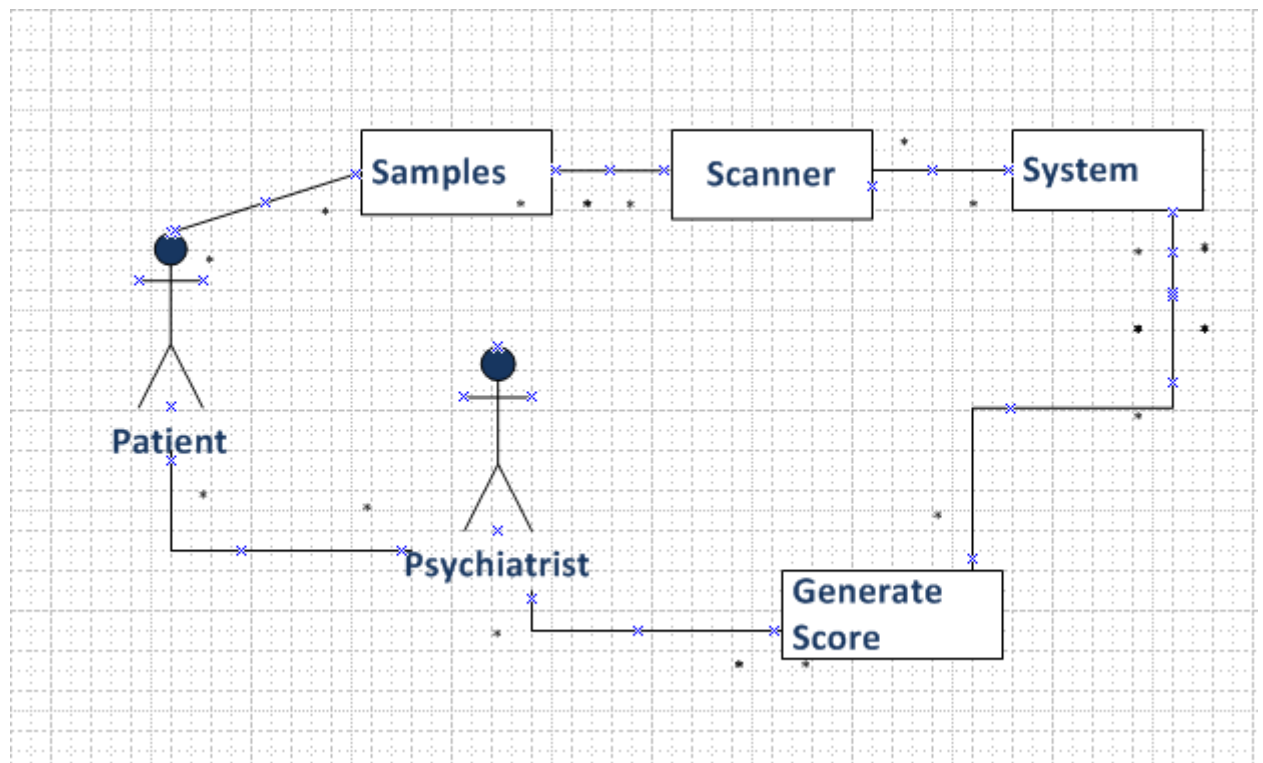 Samples
Scanner
System
Patient
Psychiatrist
Generate
Score